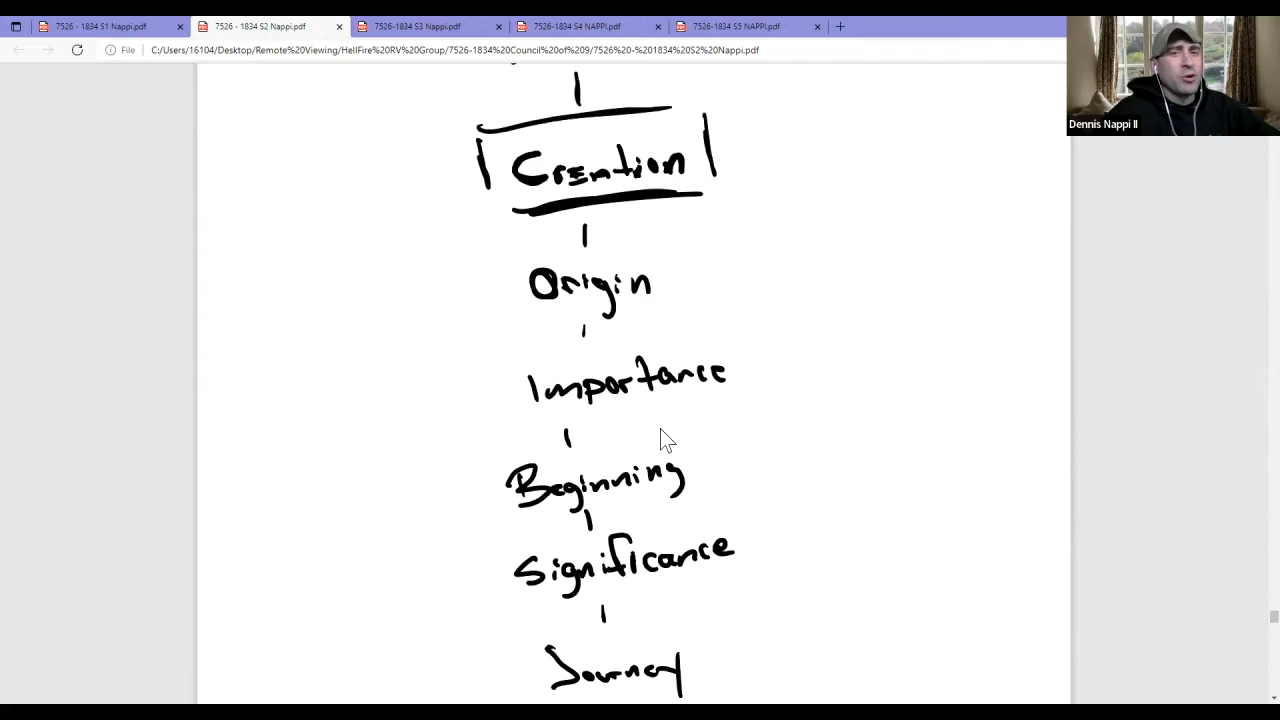 7526 - 1834 S1 Nappi.pdf
7526 - 1834 S2 Nappi.pdf
7526-1834 S3 Nappi.pdf
7526-1834 S4 NAPPI.pdf
7526-1834 S5 NAPPI.pdf
File
C:/Users/16104/Desktop/Remote%20Viewing/HellFire%20RV%20Group/7526-1834%20Council%20of%209/7526%20-%201834%20S2%20Nappi.pdf
Dennis Nappi II
Creation
Origin
Importance
Beginning
Significance
Journey